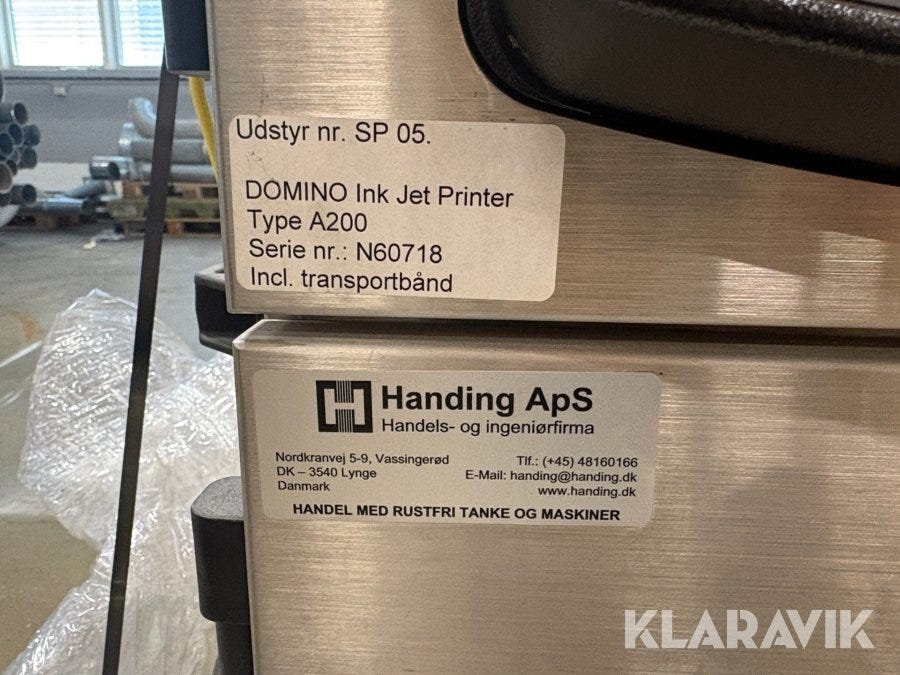 Udstyr nr. SP 05.
DOMINO Ink Jet Printer
Type A200
Serie nr.: N60718
Incl. transportbånd
Handing ApS
Handels- og ingeniørfirma
Nordkranvej 5-9, Vassingerød
DK – 3540 Lynge
Danmark
Tlf.: (+45) 48160166
E-Mail: handing@handing.dk
www.handing.dk
HANDEL MED RUSTFRI TANKE OG MASKINER
KLARAVIK